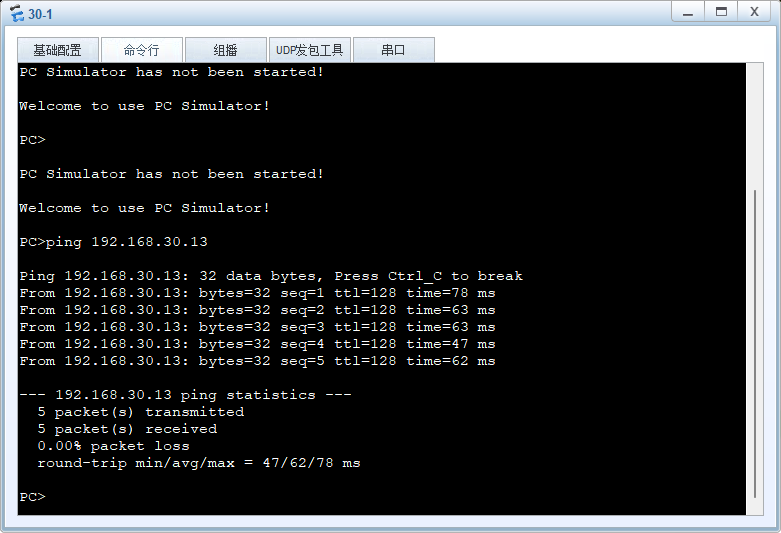 30-1
基础配置 命令行 组播 UDP发包工具 串口
PC Simulator has not been started!
Welcome to use PC Simulator!
PC>
PC Simulator has not been started!
Welcome to use PC Simulator!
PC>ping 192.168.30.13
Ping 192.168.30.13: 32 data bytes, Press Ctrl_C to break
From 192.168.30.13: bytes=32 seq=1 ttl=128 time=78 ms
From 192.168.30.13: bytes=32 seq=2 ttl=128 time=63 ms
From 192.168.30.13: bytes=32 seq=3 ttl=128 time=63 ms
From 192.168.30.13: bytes=32 seq=4 ttl=128 time=47 ms
From 192.168.30.13: bytes=32 seq=5 ttl=128 time=62 ms
--- 192.168.30.13 ping statistics ---
5 packet(s) transmitted
5 packet(s) received
0.00% packet loss
round-trip min/avg/max = 47/62/78 ms
PC>